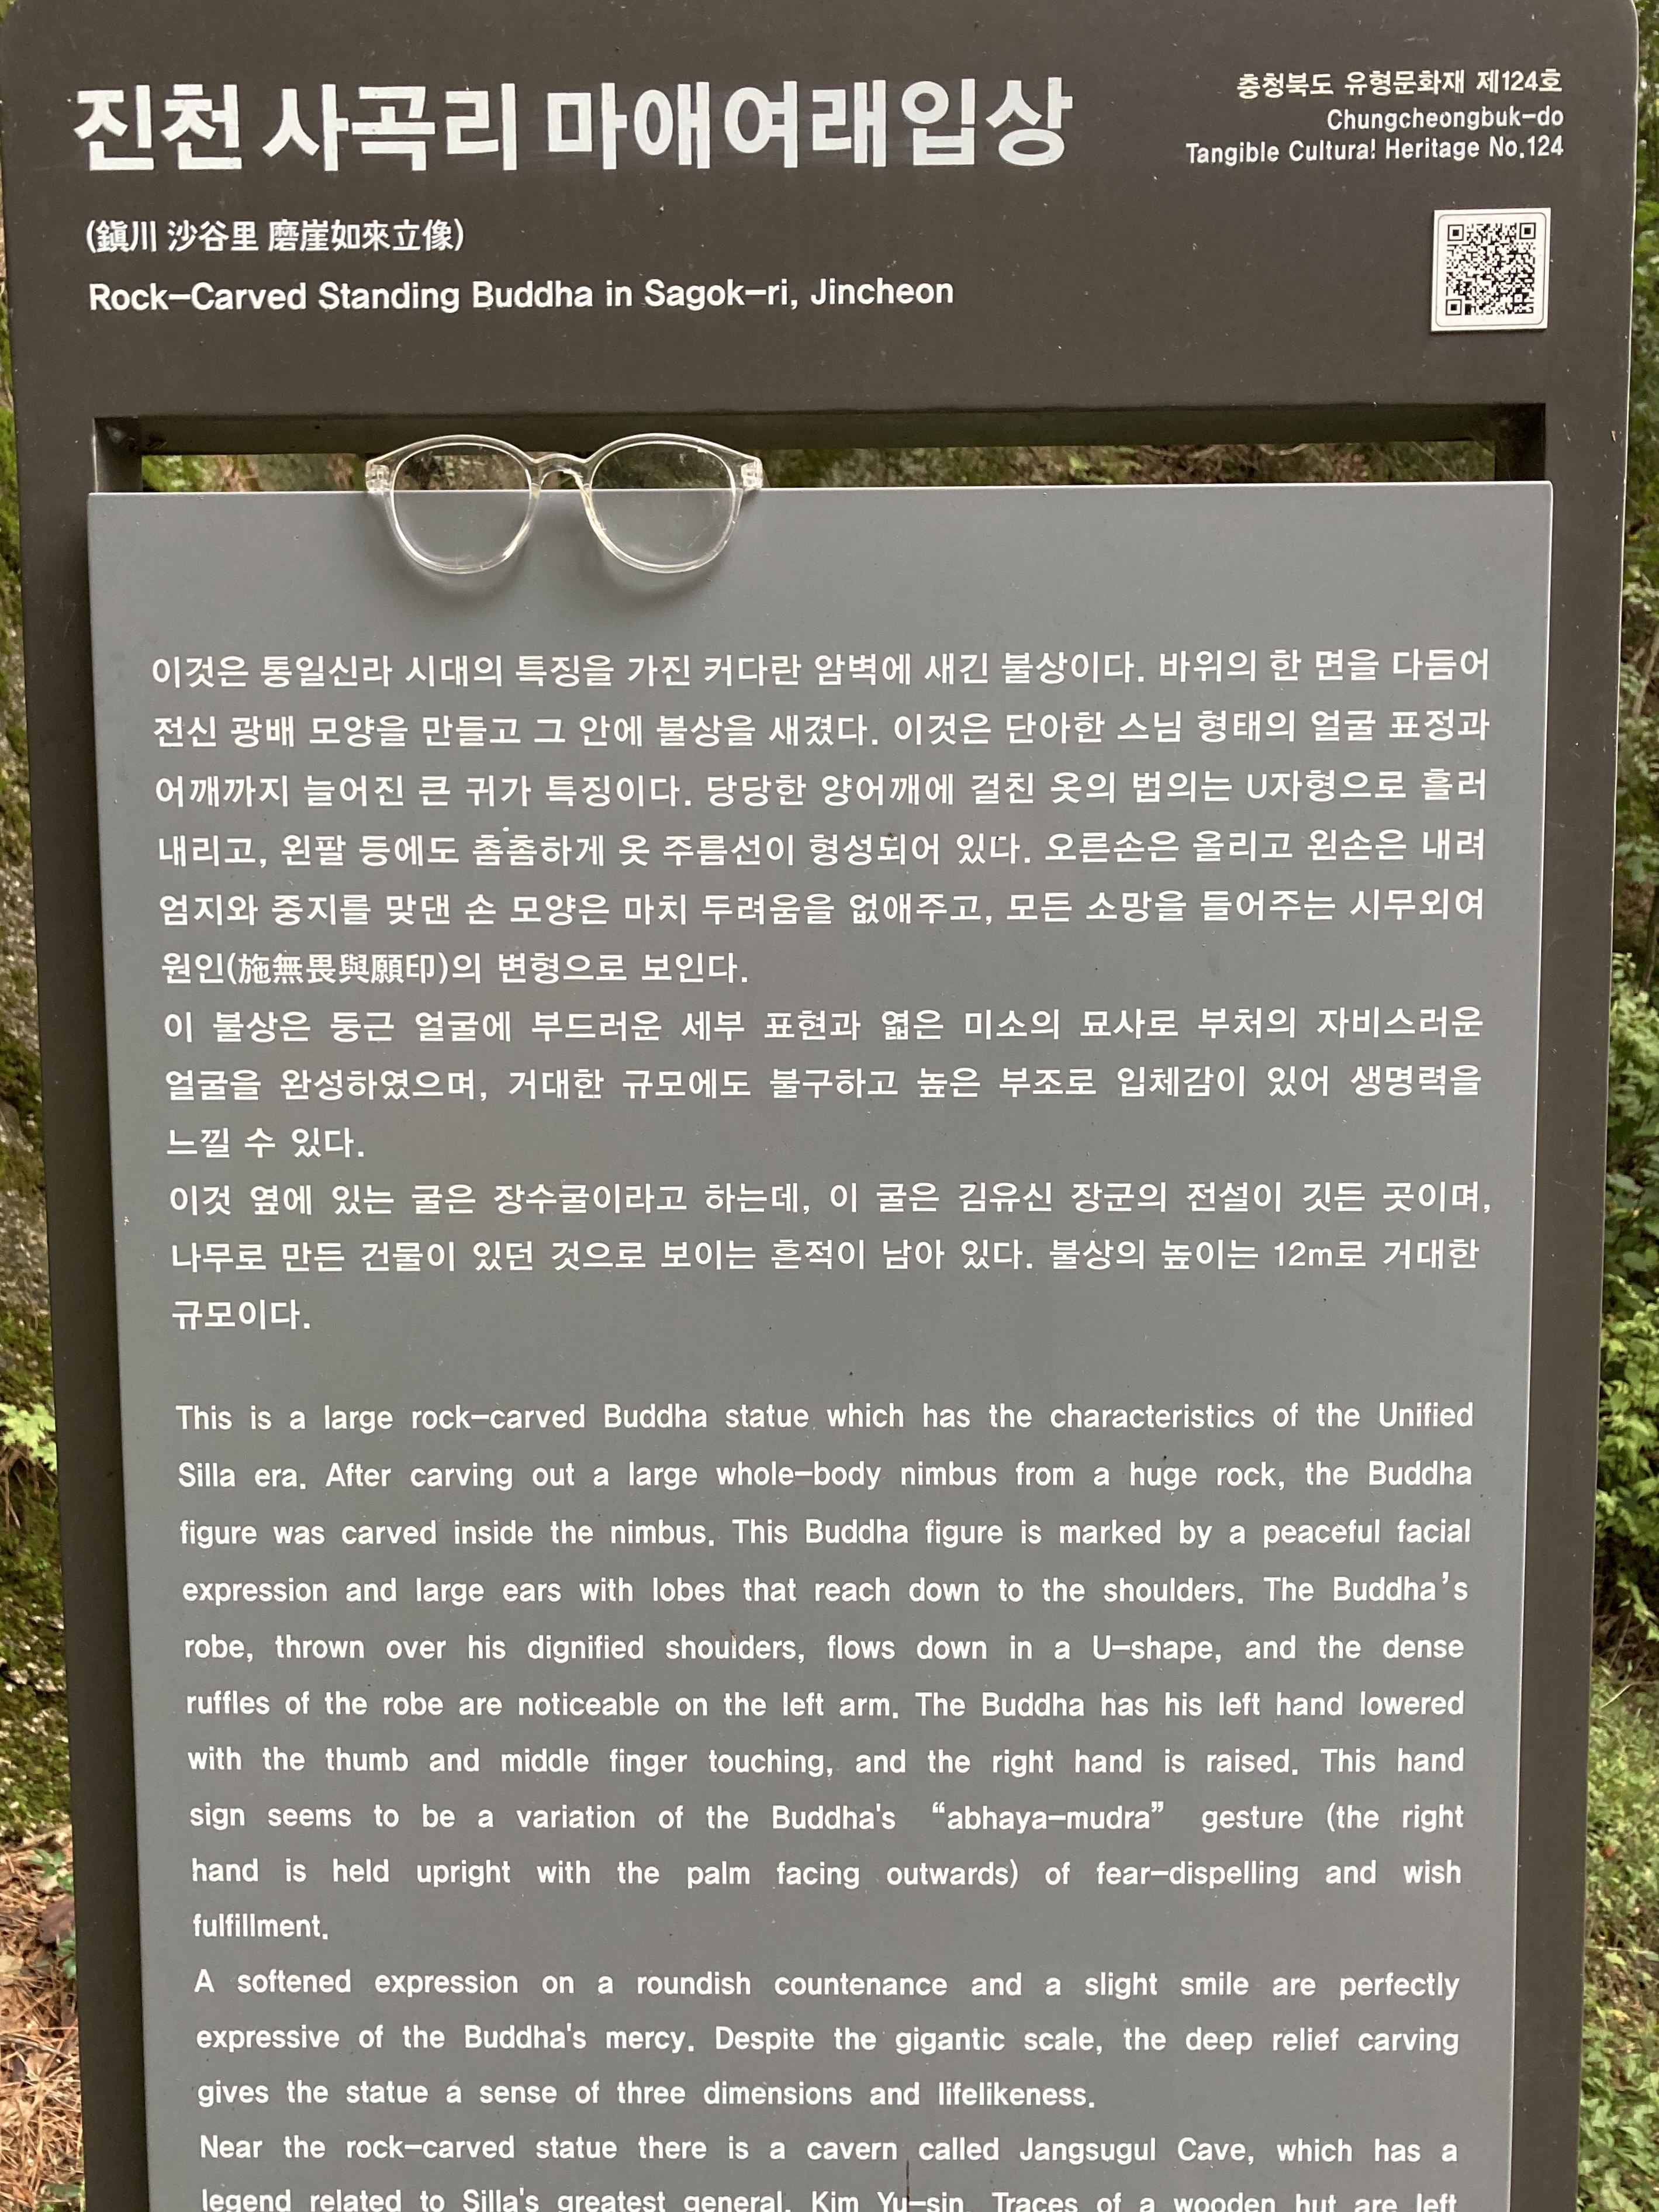 진천 사곡리 마애여래입상
충청북도 유형문화재 제124호
Chungcheongbuk-do
Tangible Cultural Heritage No.124
(鎭川 沙谷里 磨崖如來立像)
Rock-Carved Standing Buddha in Sagok-ri, Jincheon
이것은 통일신라 시대의 특징을 가진 커다란 암벽에 새긴 불상이다. 바위의 한 면을 다듬어
전신 광배 모양을 만들고 그 안에 불상을 새겼다. 이것은 단아한 스님 형태의 얼굴 표정과
어깨까지 늘어진 큰 귀가 특징이다. 당당한 양어깨에 걸친 옷의 법의는 U자형으로 흘러
내리고, 왼팔 등에도 촘촘하게 옷 주름선이 형성되어 있다. 오른손은 올리고 왼손은 내려
엄지와 중지를 맞댄 손 모양은 마치 두려움을 없애주고, 모든 소망을 들어주는 시무외여
원인(施無畏與願印)의 변형으로 보인다.
이 불상은 둥근 얼굴에 부드러운 세부 표현과 엷은 미소의 묘사로 부처의 자비스러운
얼굴을 완성하였으며, 거대한 규모에도 불구하고 높은 부조로 입체감이 있어 생명력을
느낄 수 있다.
이것 옆에 있는 굴은 장수굴이라고 하는데, 이 굴은 김유신 장군의 전설이 깃든 곳이며,
나무로 만든 건물이 있던 것으로 보이는 흔적이 남아 있다. 불상의 높이는 12m로 거대한
규모이다.
This is a large rock-carved Buddha statue which has the characteristics of the Unified
Silla era. After carving out a large whole-body nimbus from a huge rock, the Buddha
figure was carved inside the nimbus. This Buddha figure is marked by a peaceful facial
expression and large ears with lobes that reach down to the shoulders. The Buddha's
robe, thrown over his dignified shoulders, flows down in a U-shape, and the dense
ruffles of the robe are noticeable on the left arm. The Buddha has his left hand lowered
with the thumb and middle finger touching, and the right hand is raised. This hand
sign seems to be a variation of the Buddha's “abhaya-mudra” gesture (the right
hand is held upright with the palm facing outwards) of fear-dispelling and wish
fulfillment.
A softened expression on a roundish countenance and a slight smile are perfectly
expressive of the Buddha's mercy. Despite the gigantic scale, the deep relief carving
gives the statue a sense of three dimensions and lifelikeness.
Near the rock-carved statue there is a cavern called Jangsugul Cave, which has a
legend related to Silla's greatest general, Kim Yu-sin. Traces of a wooden hut are left